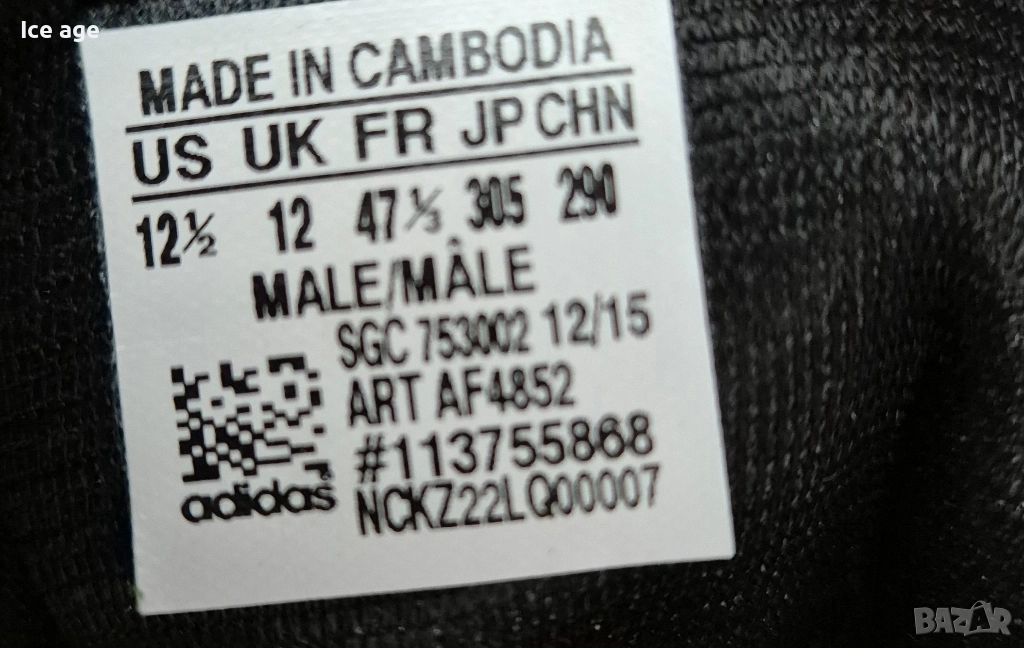 Ice age
MADE IN CAMBODIA
US UK FR JP CHN
12½ 12 47⅓ 305 290
MALE/MÂLE
SGC 753002 12/15
ART AF4852
#113755868
NCKZ22LQ00007
adidas
BAZAR